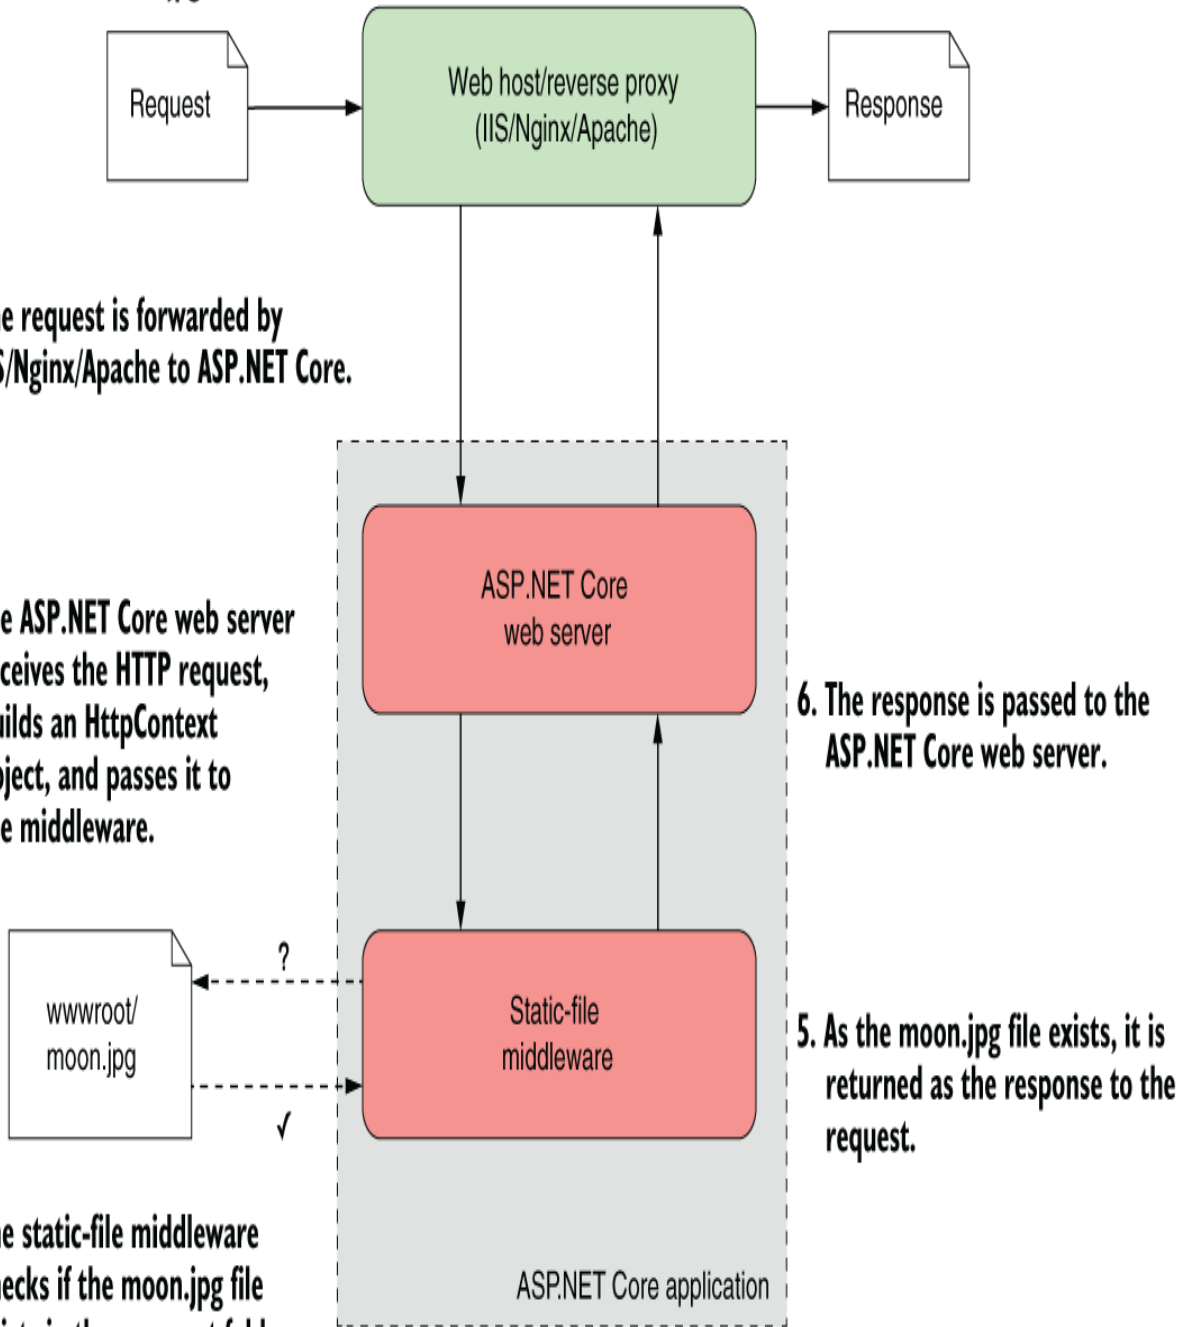 Request
Web host/reverse proxy
(IIS/Nginx/Apache)
Response
e request is forwarded by
S/Nginx/Apache to ASP.NET Core.
ASP.NET Core
web server
e ASP.NET Core web server
ceives the HTTP request,
uilds an HttpContext
ject, and passes it to
e middleware.
6. The response is passed to the
ASP.NET Core web server.
?
wwwroot/
moon.jpg
√
Static-file
middleware
5. As the moon.jpg file exists, it is
returned as the response to the
request.
e static-file middleware
ecks if the moon.jpg file
ASP.NET Core application